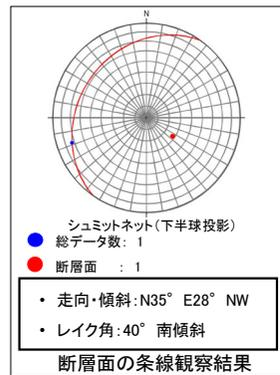 N
シュミットネット(下半球投影)
総データ数: 1
断層面 : 1
・ 走向・傾斜:N35°E28°NW
・ レイク角:40°南傾斜
断層面の条線観察結果